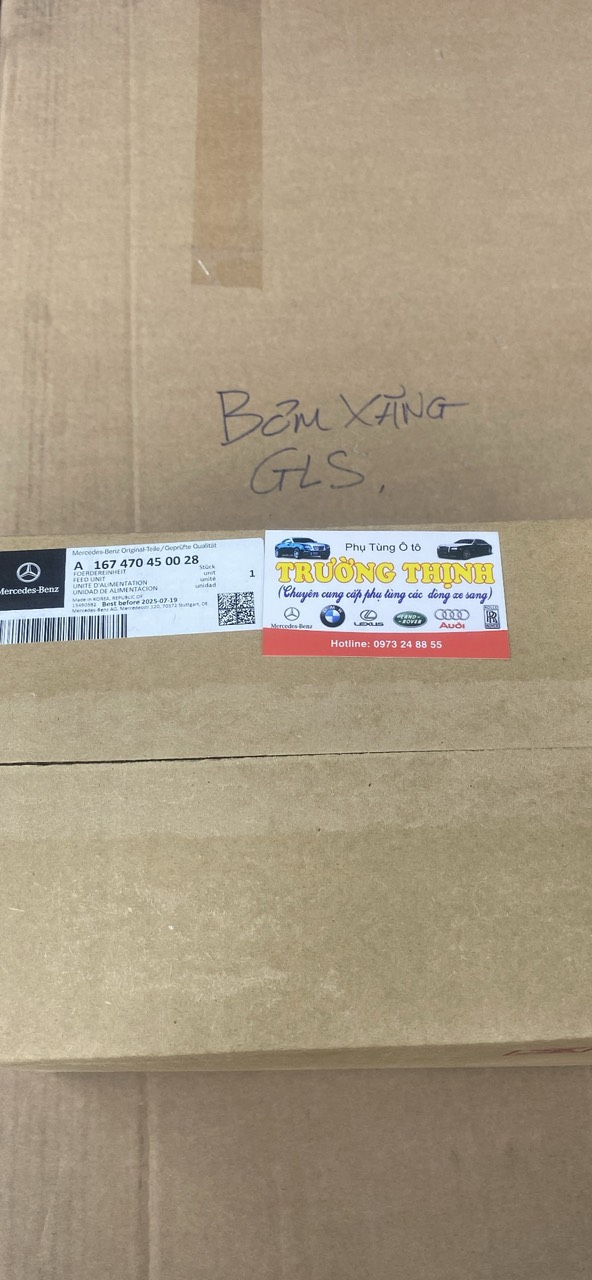 BƠM XĂNG
GLS.
Mercedes-Benz Original-Teile/Geprüfte Qualität
A 167 470 45 00 28
FOERDEREINHEIT Stück
FEED UNIT unit
UNITE D'ALIMENTATION unité 1
UNIDAD DE ALIMENTACION unidad
Made in KOREA, REPUBLIC OF
Best before 2025-07-19
Mercedes-Benz AG, Mercedesstr.120, 70372 Stuttgart, DE
Mercedes-Benz
Phụ Tùng Ô tô
TRƯỜNG THỊNH
(Chuyên cung cấp phụ tùng các dòng xe sang)
Mercedes-Benz BMW LEXUS LAND ROVER Audi
Hotline: 0973 24 88 55